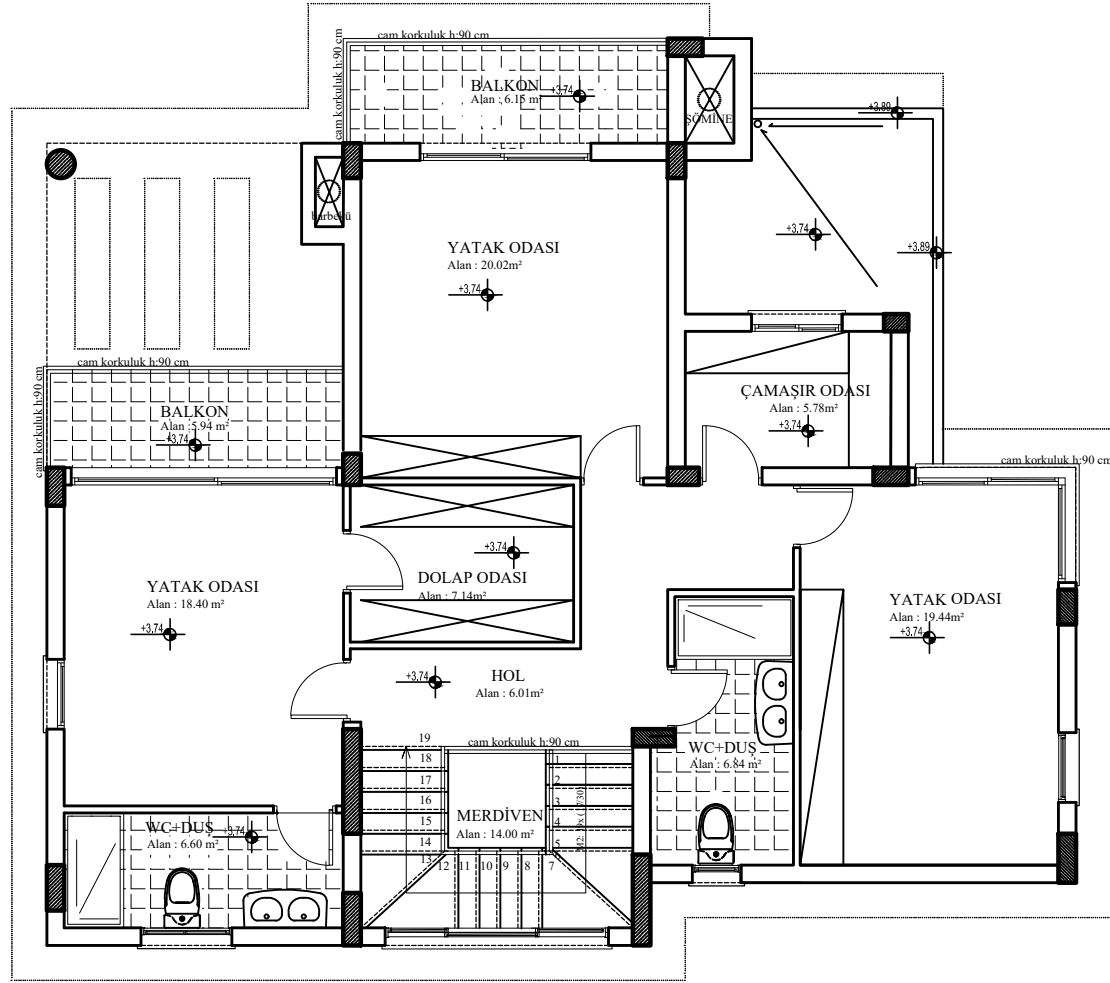 cam korkuluk h:90 cm
cam korkuluk h:90 cm
BALKON
Alan : 6.15 m²
+3,74
ŞÖMİNE
+3.89
+3.74
+3.89
barbekü
YATAK ODASI
Alan : 20.02m²
+3,74
cam korkuluk h:90 cm
cam korkuluk h:90 cm
BALKON
Alan : 5.94 m²
+3,74
ÇAMAŞIR ODASI
Alan : 5.78m²
+3,74
cam korkuluk h:90 cm
YATAK ODASI
Alan : 18.40 m²
+3,74
+3,74
DOLAP ODASI
Alan : 7.14m²
YATAK ODASI
Alan : 19.44m²
+3,74
HOL
Alan : 6.01m²
+3,74
WC+DUŞ
Alan : 6.84 m²
cam korkuluk h:90 cm
19
18
17
16
15
14
13
12
11
10
9
8
7
5
4
3
2
1
MERDİVEN
Alan : 14.00 m²
WC+DUŞ
Alan : 6.60 m²
+3,74